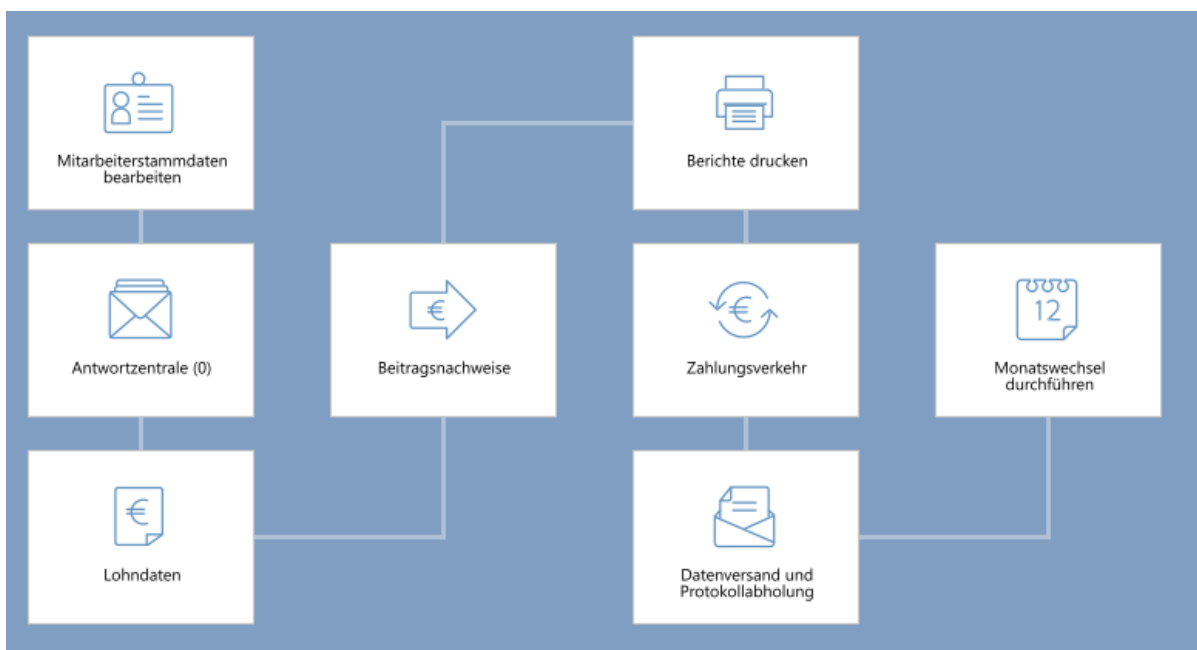 Mitarbeiterstammdaten
bearbeiten
Antwortzentrale (0)
€
Lohndaten
€
Beitragsnachweise
Berichte drucken
€
Zahlungsverkehr
Datenversand und
Protokollabholung
12
Monatswechsel
durchführen